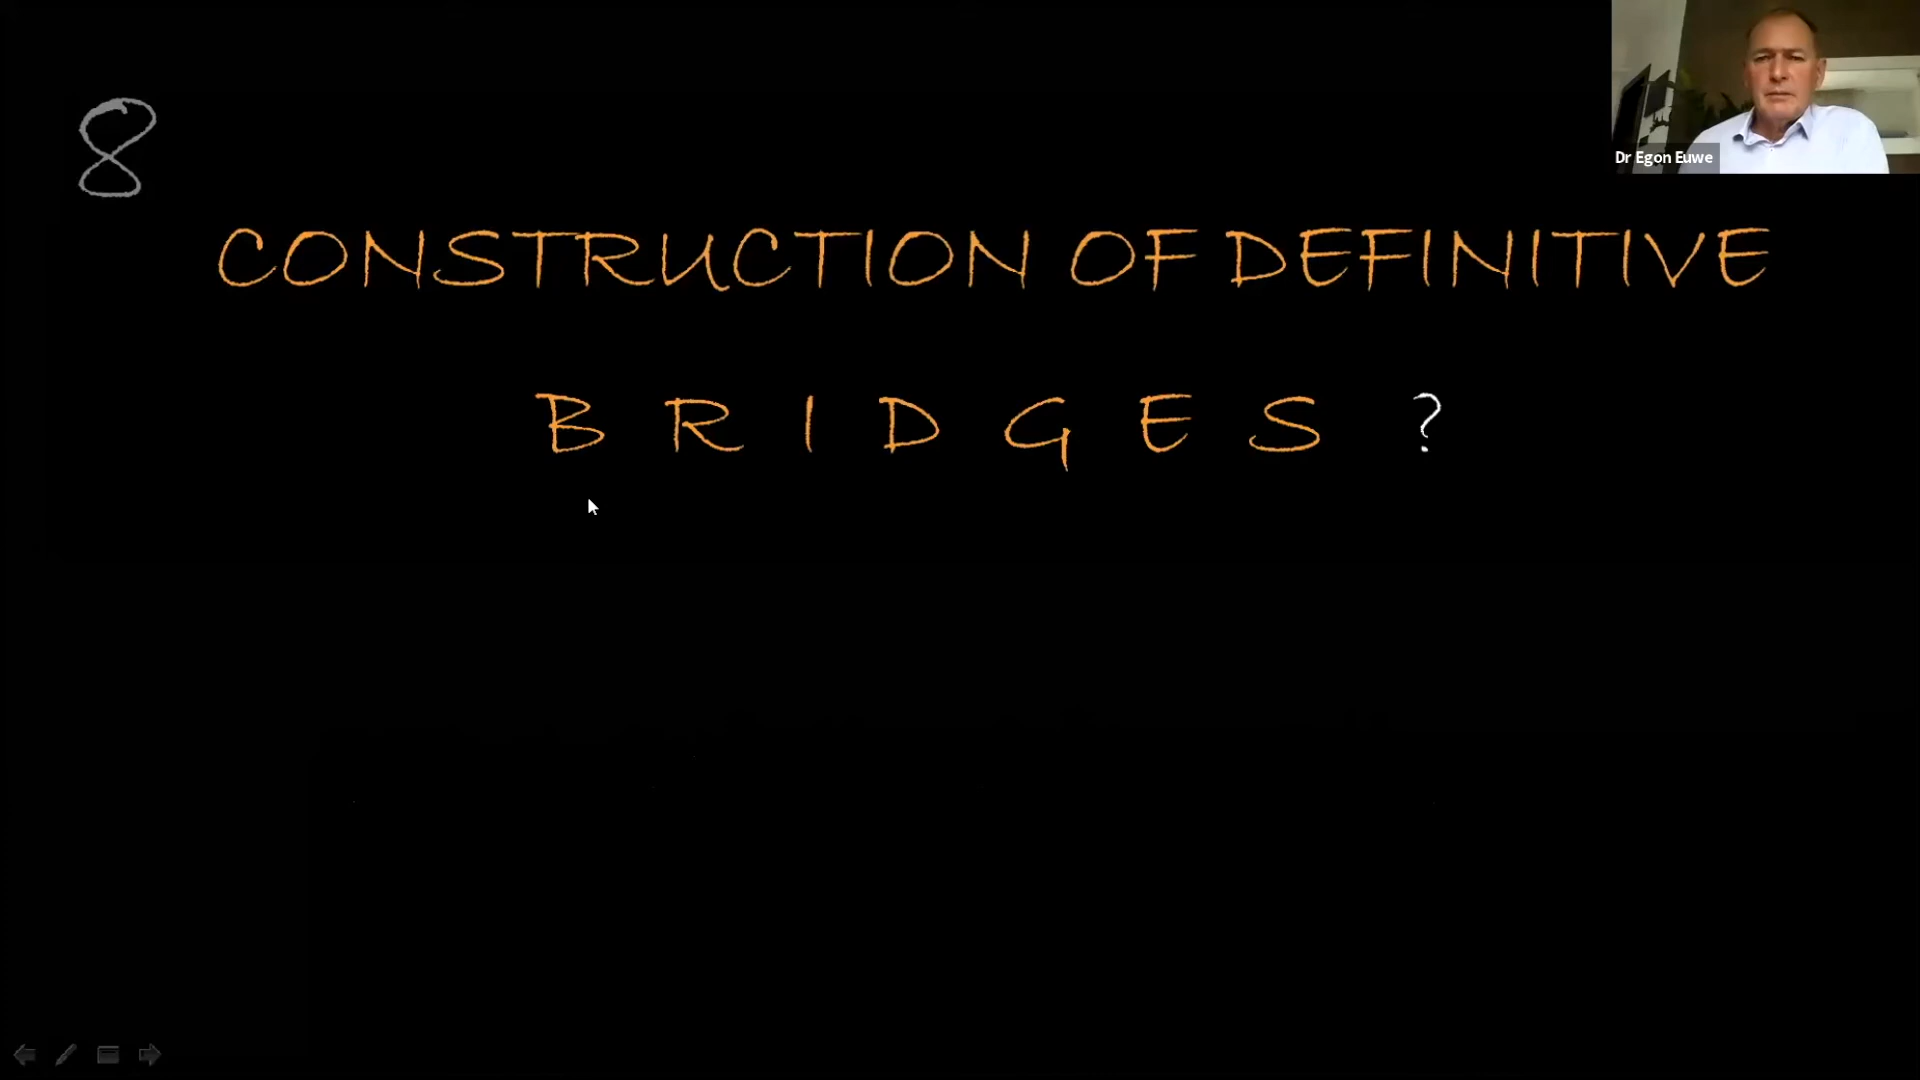 8
Dr Egon Euwe
CONSTRUCTION OF DEFINITIVE
B R I D G E S ?